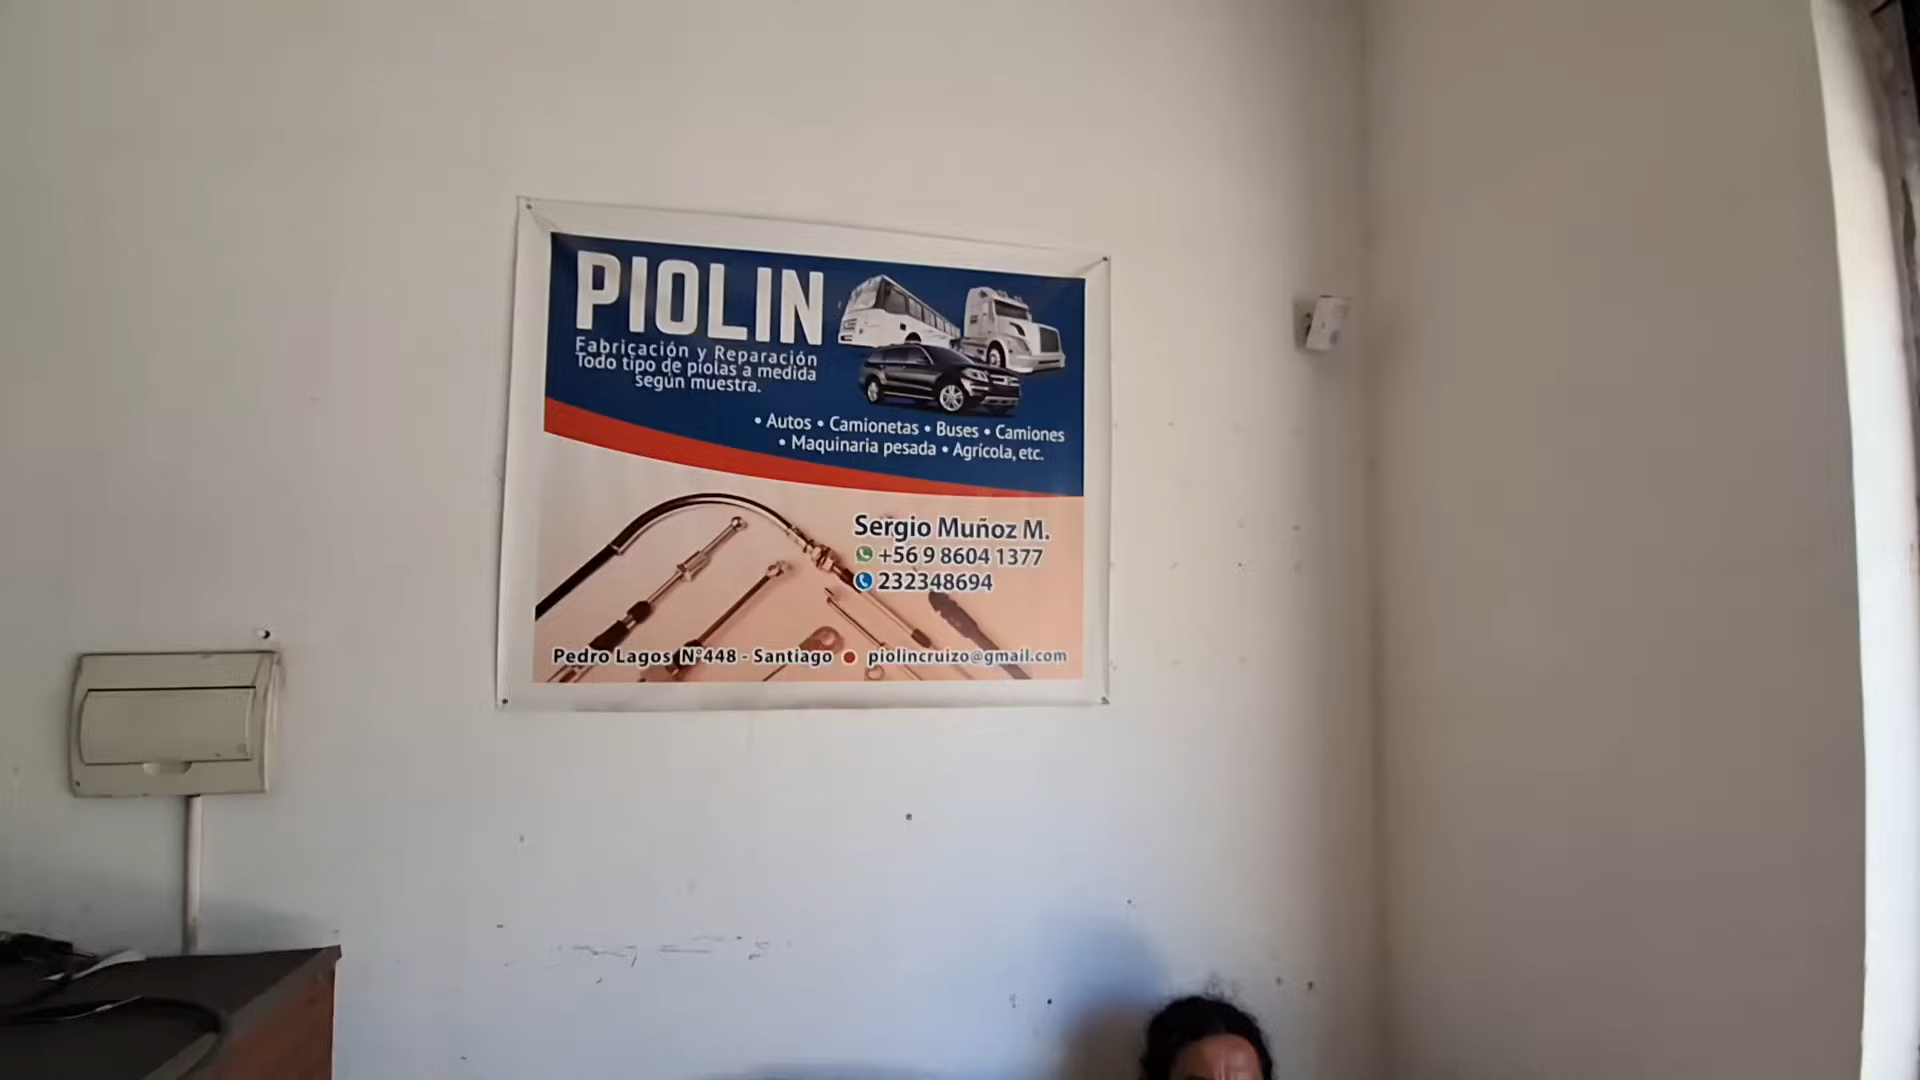 PIOLIN
Fabricación y Reparación
Todo tipo de piolas a medida
según muestra.
• Autos • Camionetas • Buses • Camiones
• Maquinaria pesada • Agrícola, etc.
Sergio Muñoz M.
+56 9 8604 1377
232348694
Pedro Lagos N°448 - Santiago ● piolincruizo@gmail.com